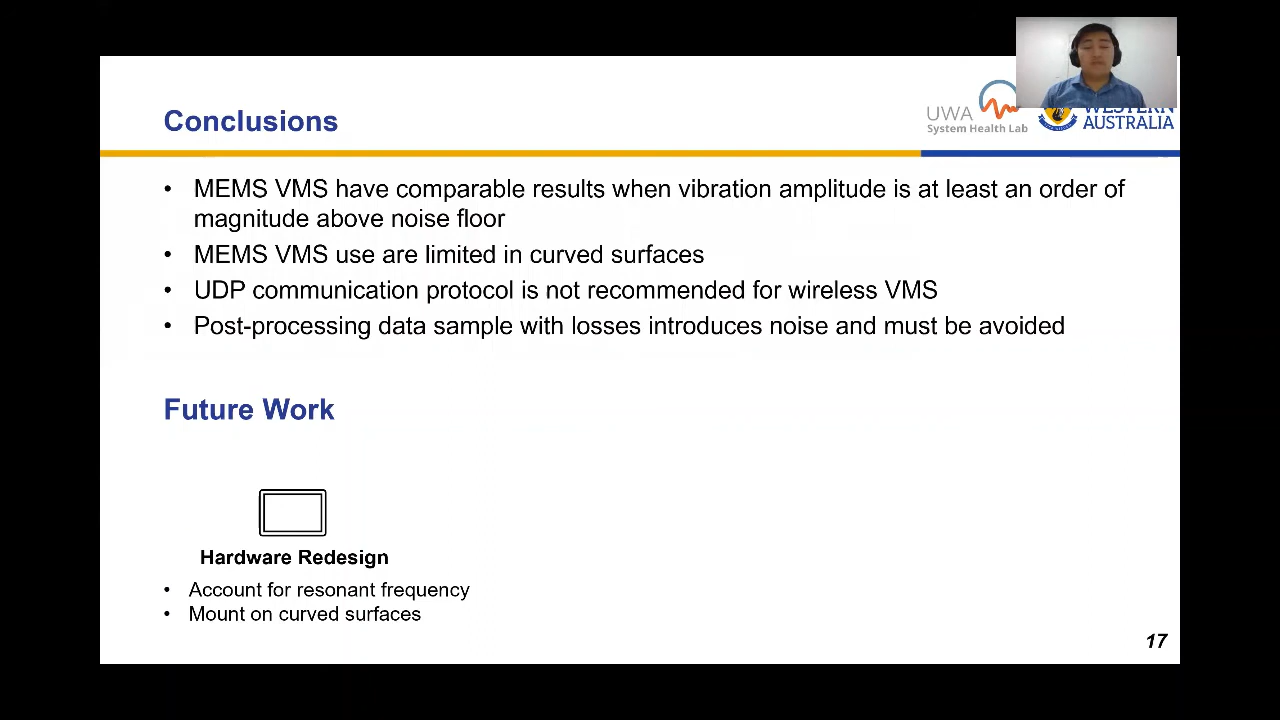 Conclusions
UWA
System Health Lab
WESTERN
AUSTRALIA
• MEMS VMS have comparable results when vibration amplitude is at least an order of
magnitude above noise floor
• MEMS VMS use are limited in curved surfaces
• UDP communication protocol is not recommended for wireless VMS
• Post-processing data sample with losses introduces noise and must be avoided
Future Work
Hardware Redesign
• Account for resonant frequency
• Mount on curved surfaces
17